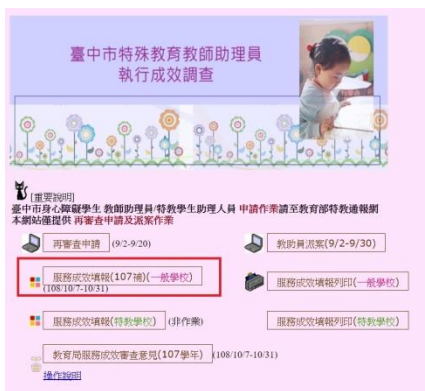 臺中市特殊教育教師助理員
執行成效調查
[重要說明]
臺中市身心障礙學生 教師助理員/特教學生助理人員 申請作業請至教育部特教通報網
本網站僅提供 再審查申請及派案作業
再審查申請 (9/2-9/20)
教助員派案(9/2-9/30)
服務成效填報(107補)(一般學校)
(108/10/7-10/31)
服務成效填報列印(一般學校)
服務成效填報(特教學校) (非作業)
服務成效填報列印(特教學校)
教育局服務成效審查意見(107學年) (108/10/7-10/31)
操作說明